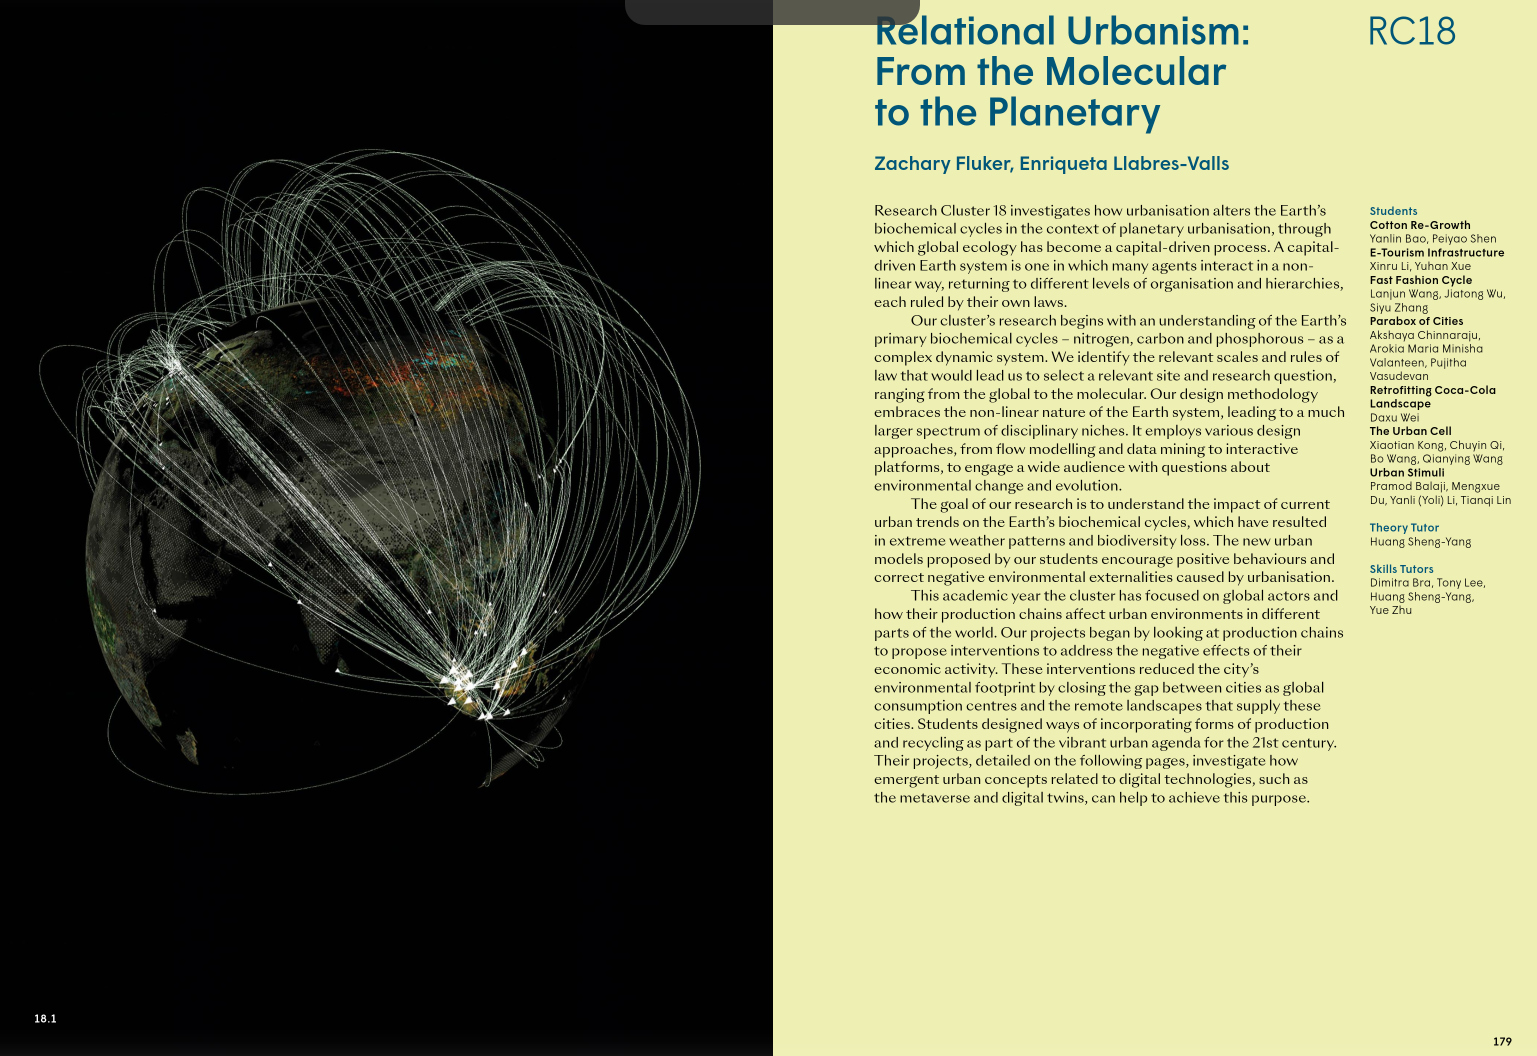 Relational Urbanism:
From the Molecular
to the Planetary
RC18
Zachary Fluker, Enriqueta Llabres-Valls
Research Cluster 18 investigates how urbanisation alters the Earth’s
biochemical cycles in the context of planetary urbanisation, through
which global ecology has become a capital-driven process. A capital-
driven Earth system is one in which many agents interact in a non-
linear way, returning to different levels of organisation and hierarchies,
each ruled by their own laws.
Our cluster’s research begins with an understanding of the Earth’s
primary biochemical cycles – nitrogen, carbon and phosphorous – as a
complex dynamic system. We identify the relevant scales and rules of
law that would lead us to select a relevant site and research question,
ranging from the global to the molecular. Our design methodology
embraces the non-linear nature of the Earth system, leading to a much
larger spectrum of disciplinary niches. It employs various design
approaches, from flow modelling and data mining to interactive
platforms, to engage a wide audience with questions about
environmental change and evolution.
The goal of our research is to understand the impact of current
urban trends on the Earth’s biochemical cycles, which have resulted
in extreme weather patterns and biodiversity loss. The new urban
models proposed by our students encourage positive behaviours and
correct negative environmental externalities caused by urbanisation.
This academic year the cluster has focused on global actors and
how their production chains affect urban environments in different
parts of the world. Our projects began by looking at production chains
to propose interventions to address the negative effects of their
economic activity. These interventions reduced the city’s
environmental footprint by closing the gap between cities as global
consumption centres and the remote landscapes that supply these
cities. Students designed ways of incorporating forms of production
and recycling as part of the vibrant urban agenda for the 21st century.
Their projects, detailed on the following pages, investigate how
emergent urban concepts related to digital technologies, such as
the metaverse and digital twins, can help to achieve this purpose.
Students
Cotton Re-Growth
Yanlin Bao, Peiyao Shen
E-Tourism Infrastructure
Xinru Li, Yuhan Xue
Fast Fashion Cycle
Lanjun Wang, Jiatong Wu,
Siyu Zhang
Parabox of Cities
Akshaya Chinnaraju,
Arokia Maria Minisha
Valanteen, Pujitha
Vasudevan
Retrofitting Coca-Cola
Landscape
Daxu Wei
The Urban Cell
Xiaotian Kong, Chuyin Qi,
Bo Wang, Qianying Wang
Urban Stimuli
Pramod Balaji, Mengxue
Du, Yanli (Yoli) Li, Tianqi Lin
Theory Tutor
Huang Sheng-Yang
Skills Tutors
Dimitra Bra, Tony Lee,
Huang Sheng-Yang,
Yue Zhu
18.1
179